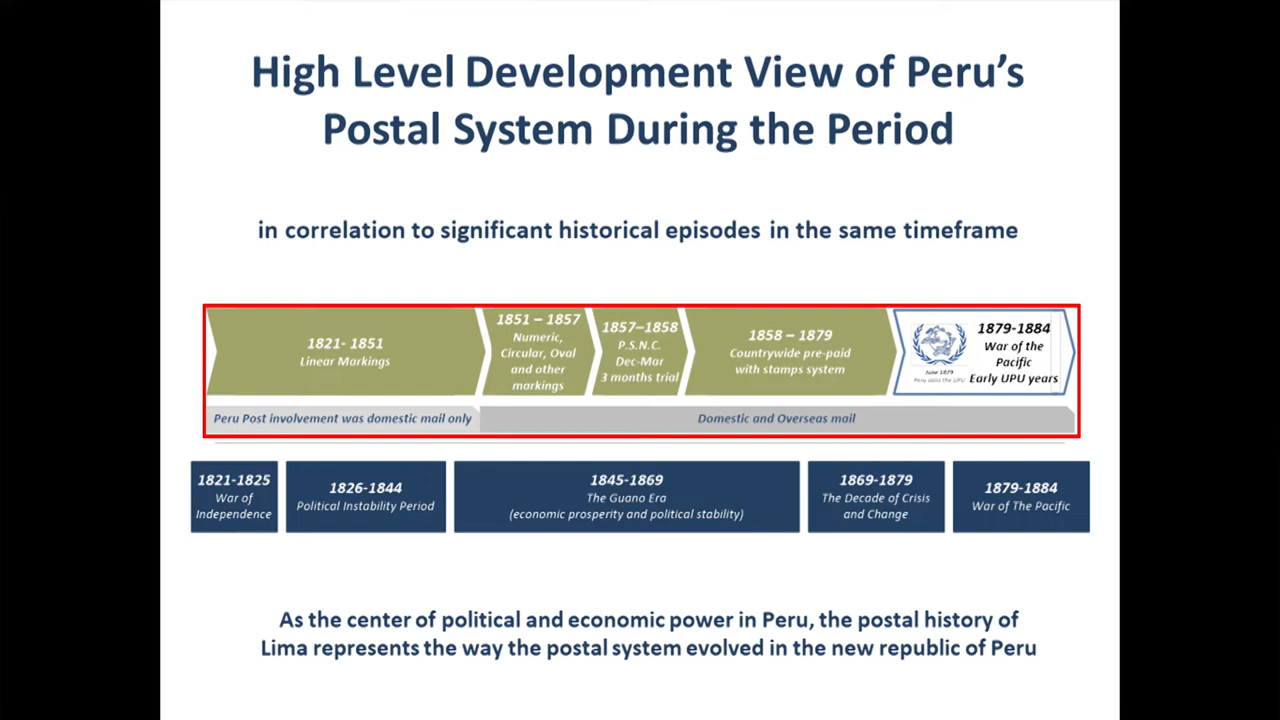 High Level Development View of Peru’s
Postal System During the Period
in correlation to significant historical episodes in the same timeframe
1821- 1851
Linear Markings
1851 – 1857
Numeric,
Circular, Oval
and other
markings
1857–1858
P.S.N.C.
Dec-Mar
3 months trial
1858 – 1879
Countrywide pre-paid
with stamps system
June 1879
Peru joins the UPU
1879-1884
War of the
Pacific
Early UPU years
Peru Post involvement was domestic mail only
Domestic and Overseas mail
1821-1825
War of
Independence
1826-1844
Political Instability Period
1845-1869
The Guano Era
(economic prosperity and political stability)
1869-1879
The Decade of Crisis
and Change
1879-1884
War of The Pacific
As the center of political and economic power in Peru, the postal history of
Lima represents the way the postal system evolved in the new republic of Peru